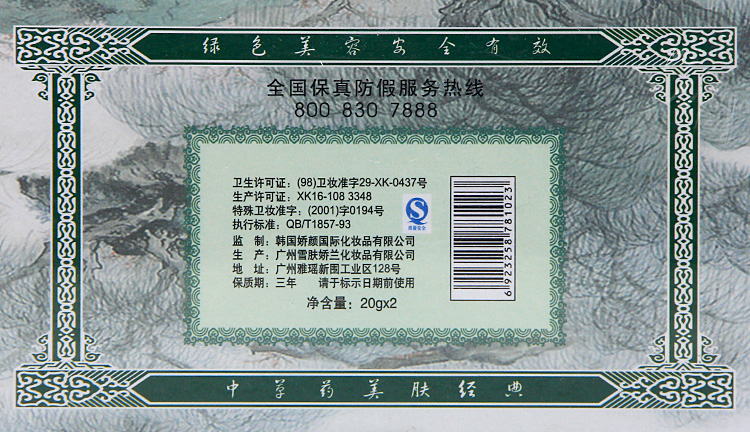 绿色美容安全有效
全国保真防假服务热线
800 830 7888
卫生许可证：(98)卫妆准字29-XK-0437号
生产许可证：XK16-108 3348
特殊卫妆准字：(2001)字0194号
执行标准：QB/T1857-93
监 制：韩国娇颜国际化妆品有限公司
生 产：广州雪肤娇兰化妆品有限公司
地 址：广州雅瑶新围工业区128号
保质期：三年 请于标示日期前使用
净含量：20gx2
质量安全
6923258781023
中草药美肤经典